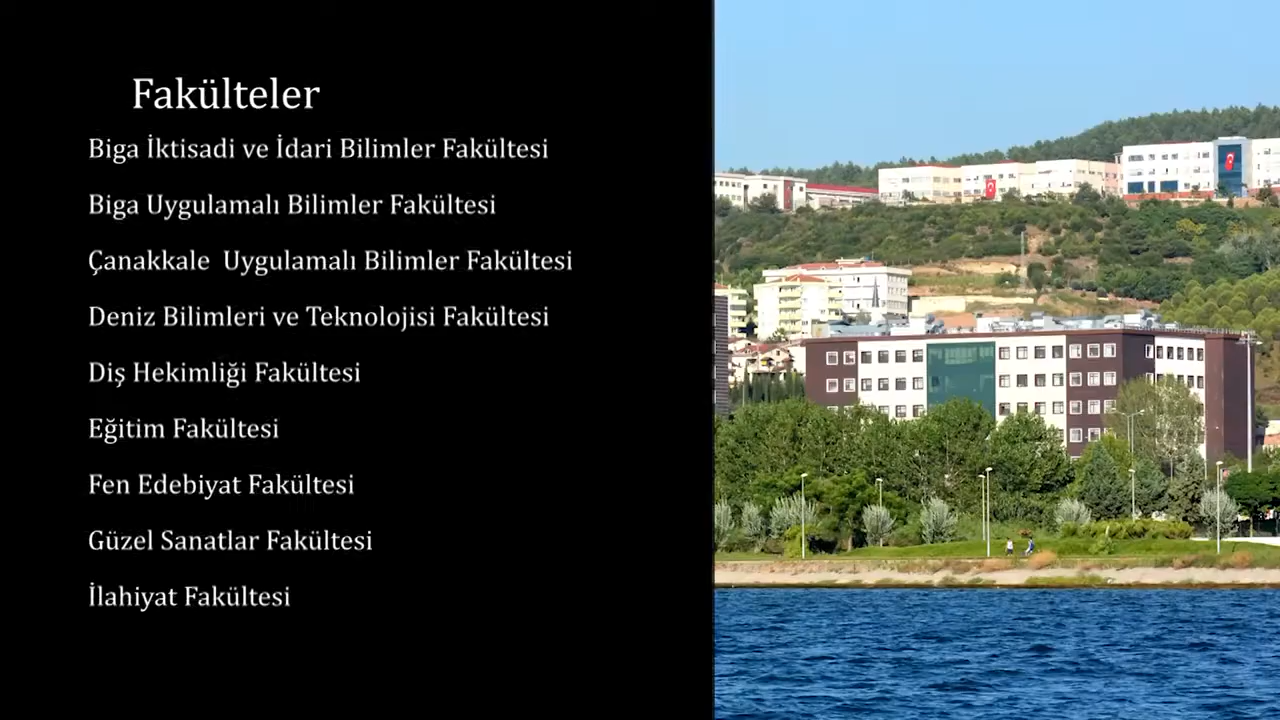 Fakülteler
Biga İktisadi ve İdari Bilimler Fakültesi
Biga Uygulamalı Bilimler Fakültesi
Çanakkale  Uygulamalı Bilimler Fakültesi
Deniz Bilimleri ve Teknolojisi Fakültesi
Diş Hekimliği Fakültesi
Eğitim Fakültesi
Fen Edebiyat Fakültesi
Güzel Sanatlar Fakültesi
İlahiyat Fakültesi